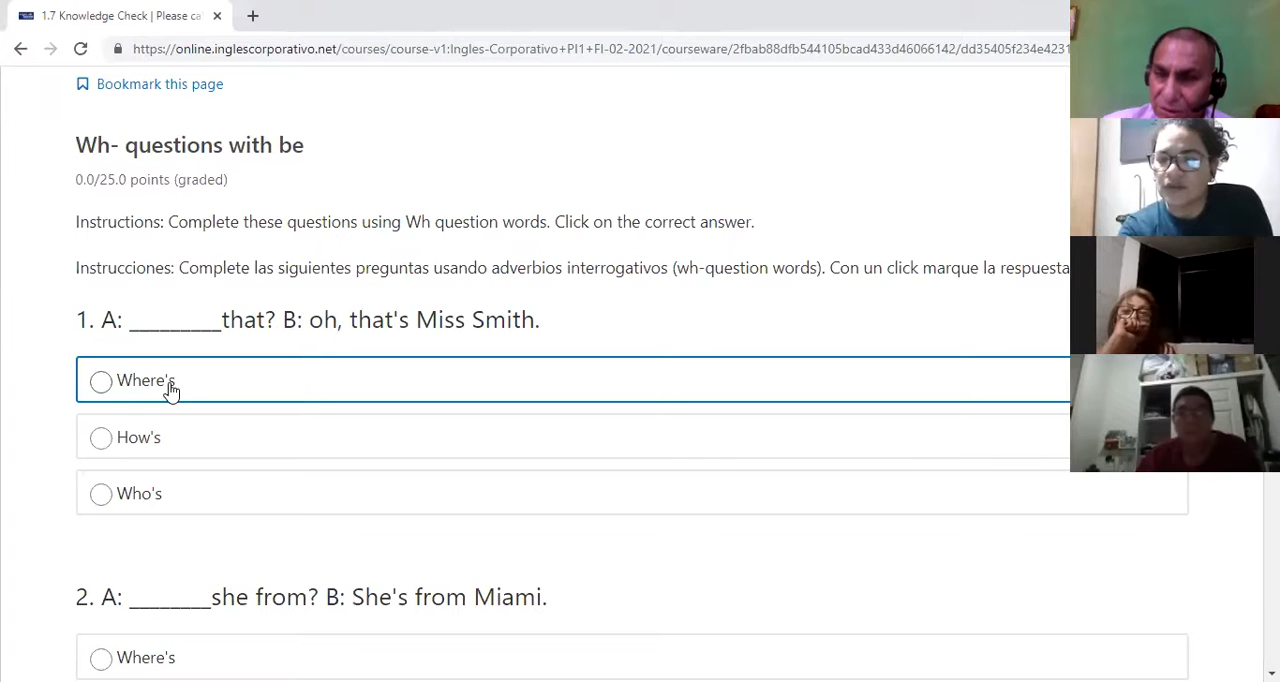 1.7 Knowledge Check | Please ca
https://online.inglescorporativo.net/courses/course-v1:Ingles-Corporativo+PI1+FI-02-2021/courseware/2fbab88dfb544105bcad433d46066142/dd35405f234e4231
Bookmark this page
Wh- questions with be
0.0/25.0 points (graded)
Instructions: Complete these questions using Wh question words. Click on the correct answer.
Instrucciones: Complete las siguientes preguntas usando adverbios interrogativos (wh-question words). Con un click marque la respuesta
1. A: _________that? B: oh, that's Miss Smith.
Where's
How's
Who's
2. A: ________she from? B: She's from Miami.
Where's